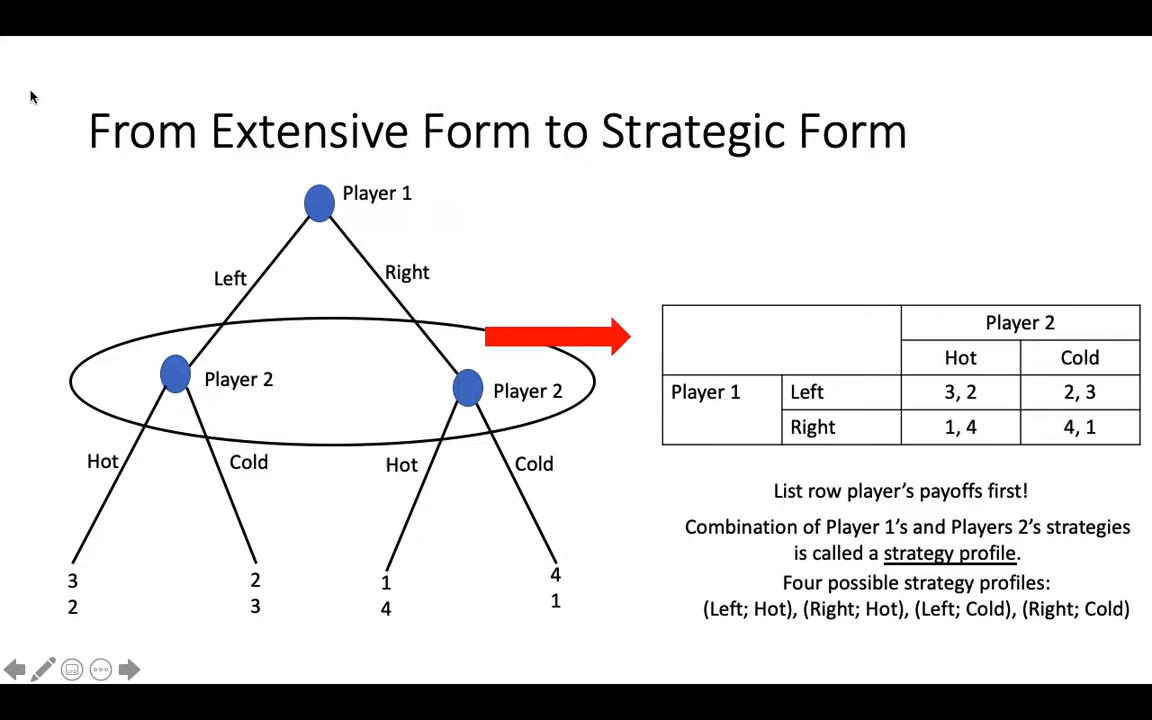 From Extensive Form to Strategic Form
Player 1
Left
Right
Player 2
Player 2
Hot
Cold
Hot
Cold
3
2
1
4
2
3
4
1
Player 2
Hot
Cold
Player 1
Left
3, 2
2, 3
Right
1, 4
4, 1
List row player's payoffs first!
Combination of Player 1's and Players 2's strategies
is called a strategy profile.
Four possible strategy profiles:
(Left; Hot), (Right; Hot), (Left; Cold), (Right; Cold)